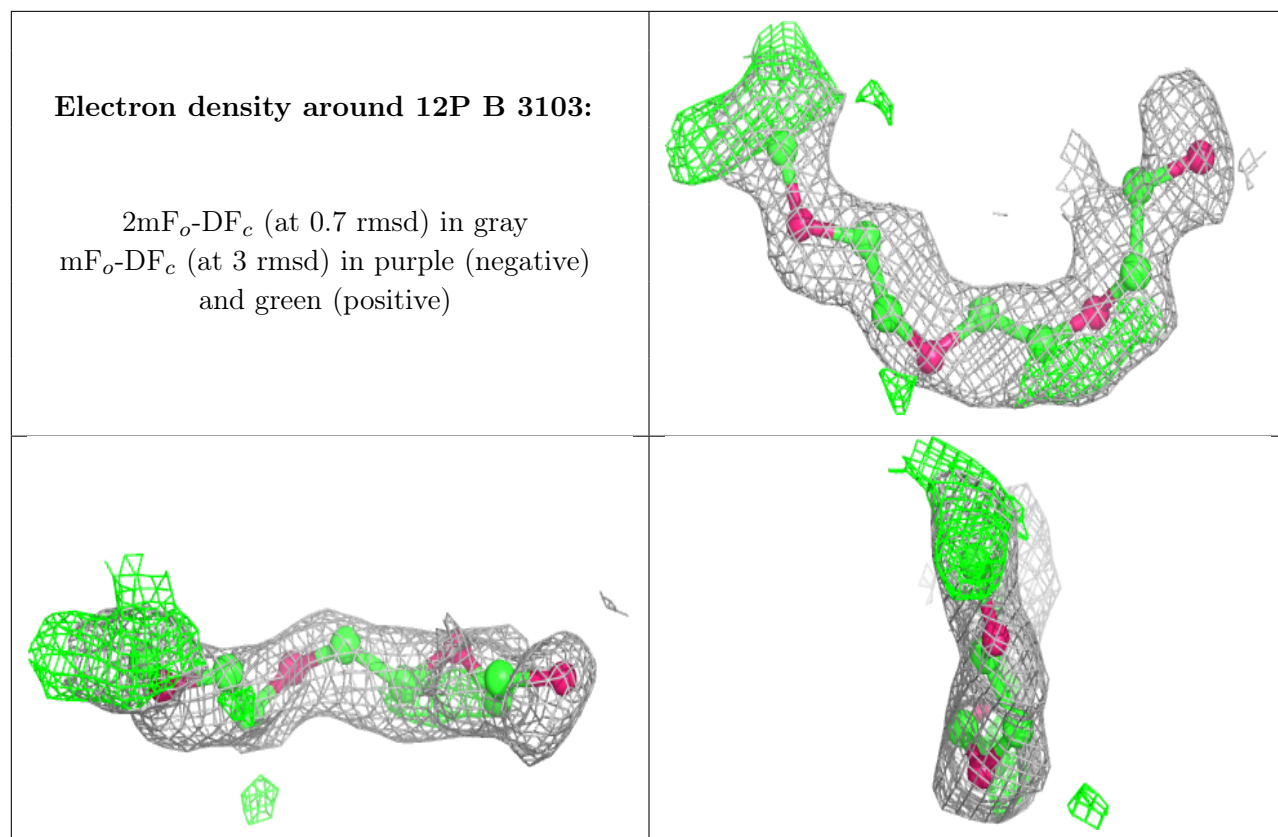 Electron density around 12P B 3103:
2mFo-DFc (at 0.7 rmsd) in gray
mFo-DFc (at 3 rmsd) in purple (negative)
and green (positive)